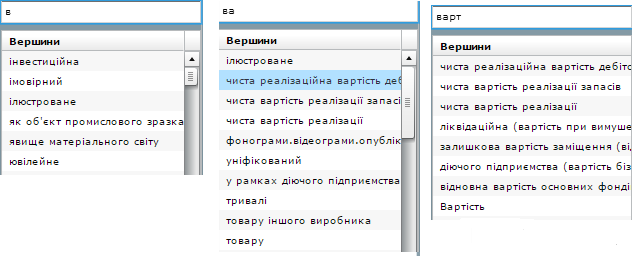 в
Вершини
інвестиційна
імовірний
ілюстроване
як об'єкт промислового зразка
явище матеріального світу
ювілейне
ва
Вершини
ілюстроване
чиста реалізаційна вартість деб
чиста вартість реалізації запасі
чиста вартість реалізації
фонограми.відеограми.опублік
уніфікований
у рамках діючого підприємства
тривалі
товару іншого виробника
товару
варт
Вершини
чиста реалізаційна вартість дебіто
чиста вартість реалізації запасів
чиста вартість реалізації
ліквідаційна (вартість при вимуше
залишкова вартість заміщення (ві
діючого підприємства (вартість біз
відновна вартість основних фонді
Вартість